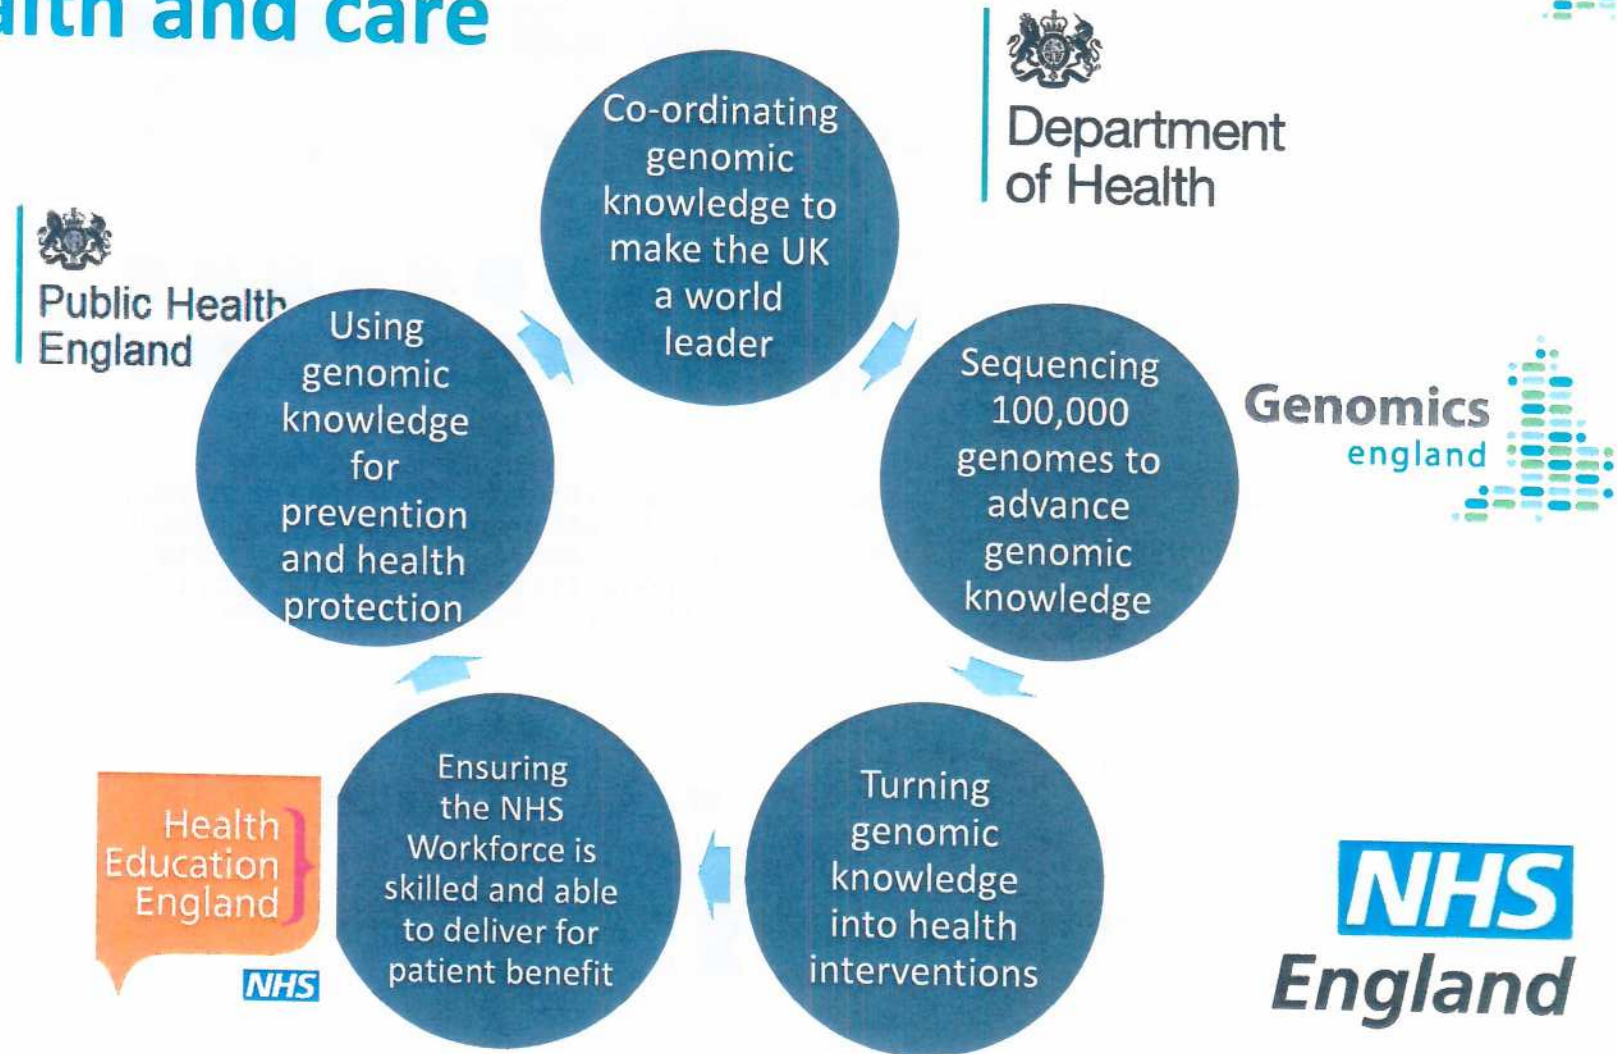 alth and care
Co-ordinating
genomic
knowledge to
make the UK
a world
leader
Department
of Health
Public Health
England
Using
genomic
knowledge
for
prevention
and health
protection
Sequencing
100,000
genomes to
advance
genomic
knowledge
Genomics
england
Ensuring
the NHS
Workforce is
skilled and able
to deliver for
patient benefit
Turning
genomic
knowledge
into health
interventions
Health
Education
England
NHS
NHS
England